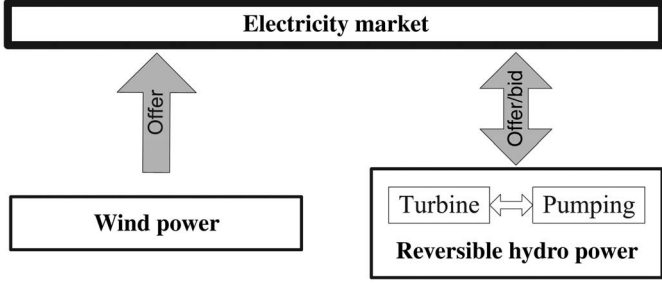 Electricity market
Offer
Offer/bid
Wind power
Turbine
Pumping
Reversible hydro power